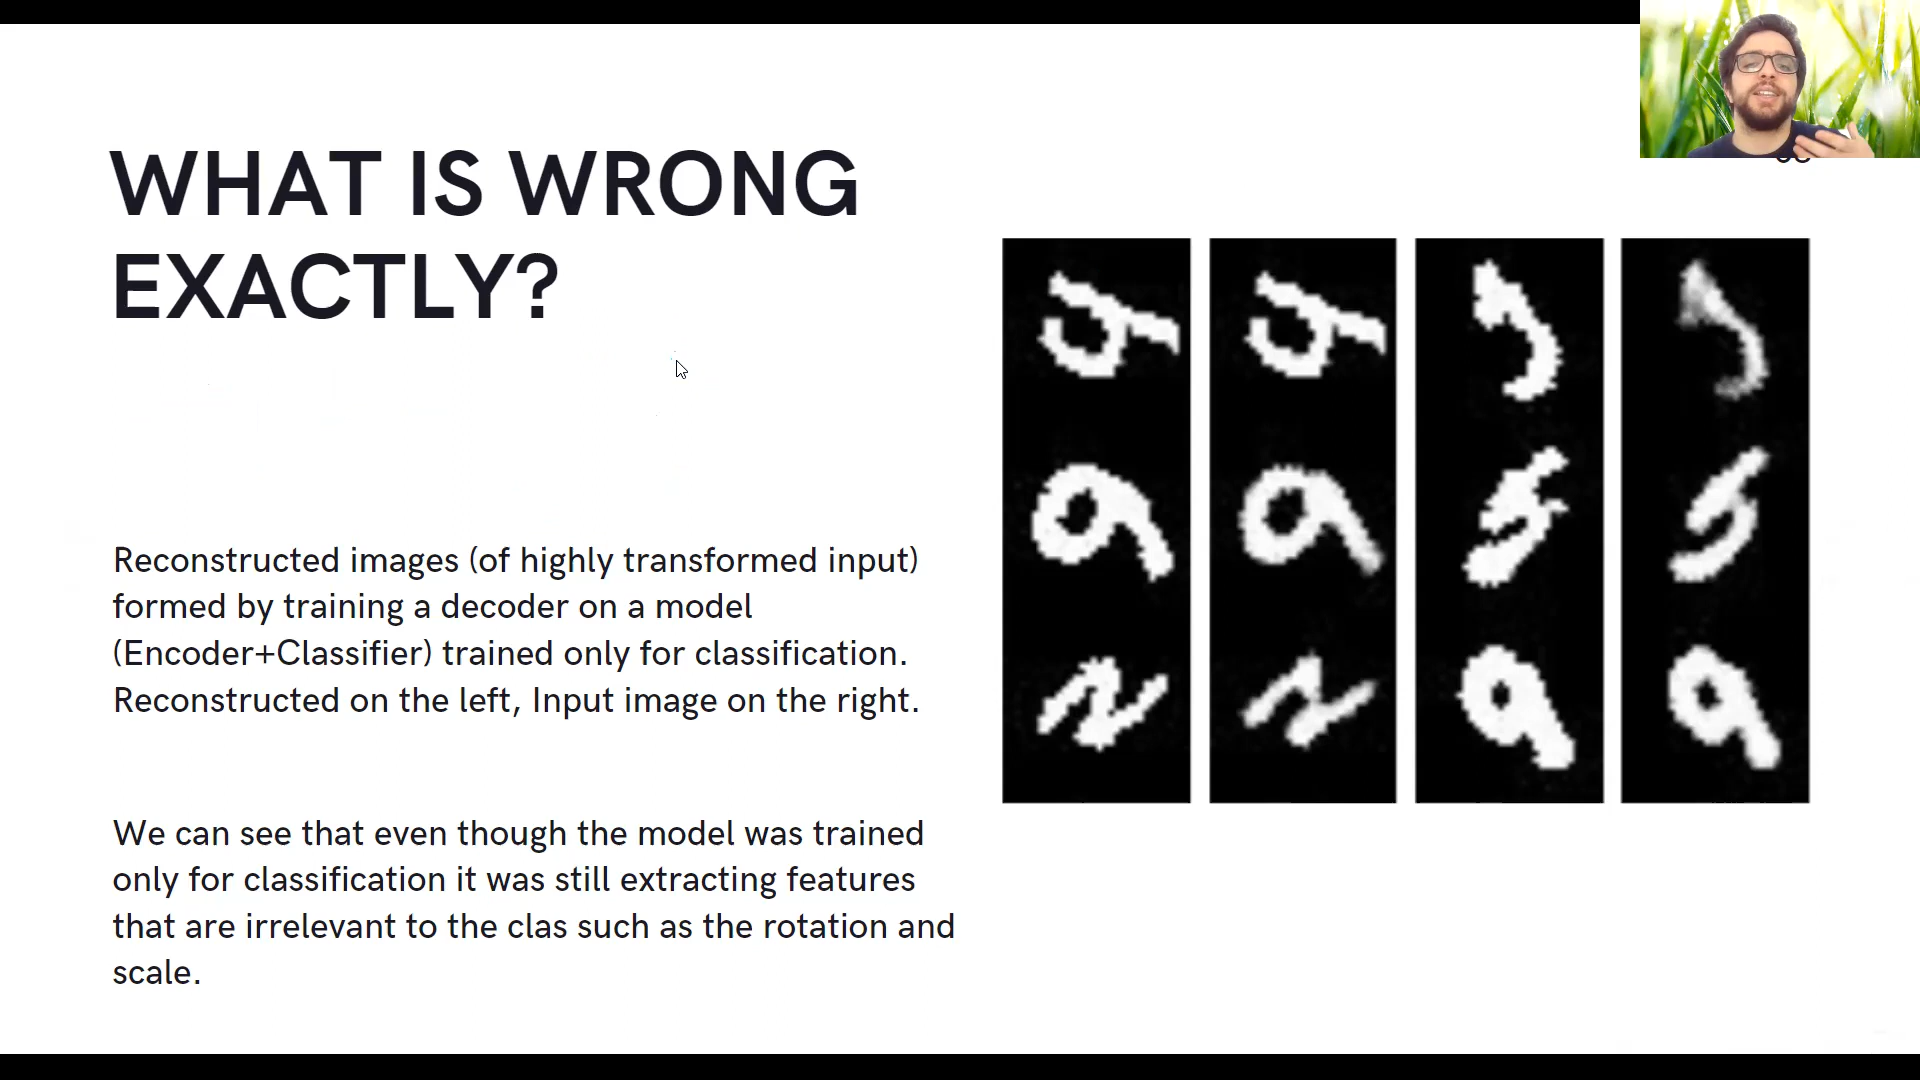 WHAT IS WRONG
EXACTLY?
Reconstructed images (of highly transformed input)
formed by training a decoder on a model
(Encoder+Classifier) trained only for classification.
Reconstructed on the left, Input image on the right.
We can see that even though the model was trained
only for classification it was still extracting features
that are irrelevant to the clas such as the rotation and
scale.